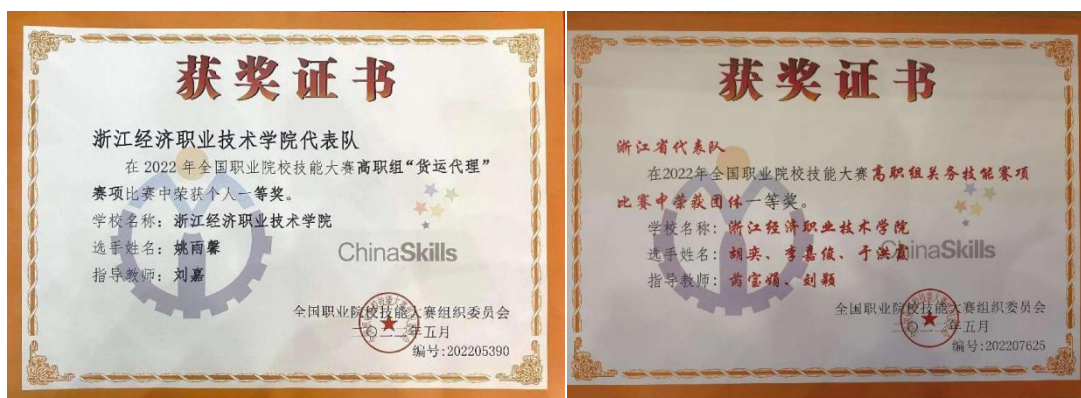 获奖证书
浙江经济职业技术学院代表队
在2022年全国职业院校技能大赛高职组“货运代理”
赛项比赛中荣获个人一等奖。
学校名称：浙江经济职业技术学院
选手姓名：姚雨馨
指导教师：刘嘉
ChinaSkills
全国职业院校技能大赛组织委员会
二〇二二年五月
编号:202205390
获奖证书
浙江省代表队
在2022年全国职业院校技能大赛高职组关务技能赛项
比赛中荣获团体一等奖。
学校名称：浙江经济职业技术学院
选手姓名：胡奕、李嘉俊、于洪霞
指导教师：芮宝娟、刘颖
ChinaSkills
全国职业院校技能大赛组织委员会
二〇二二年五月
编号:202207625